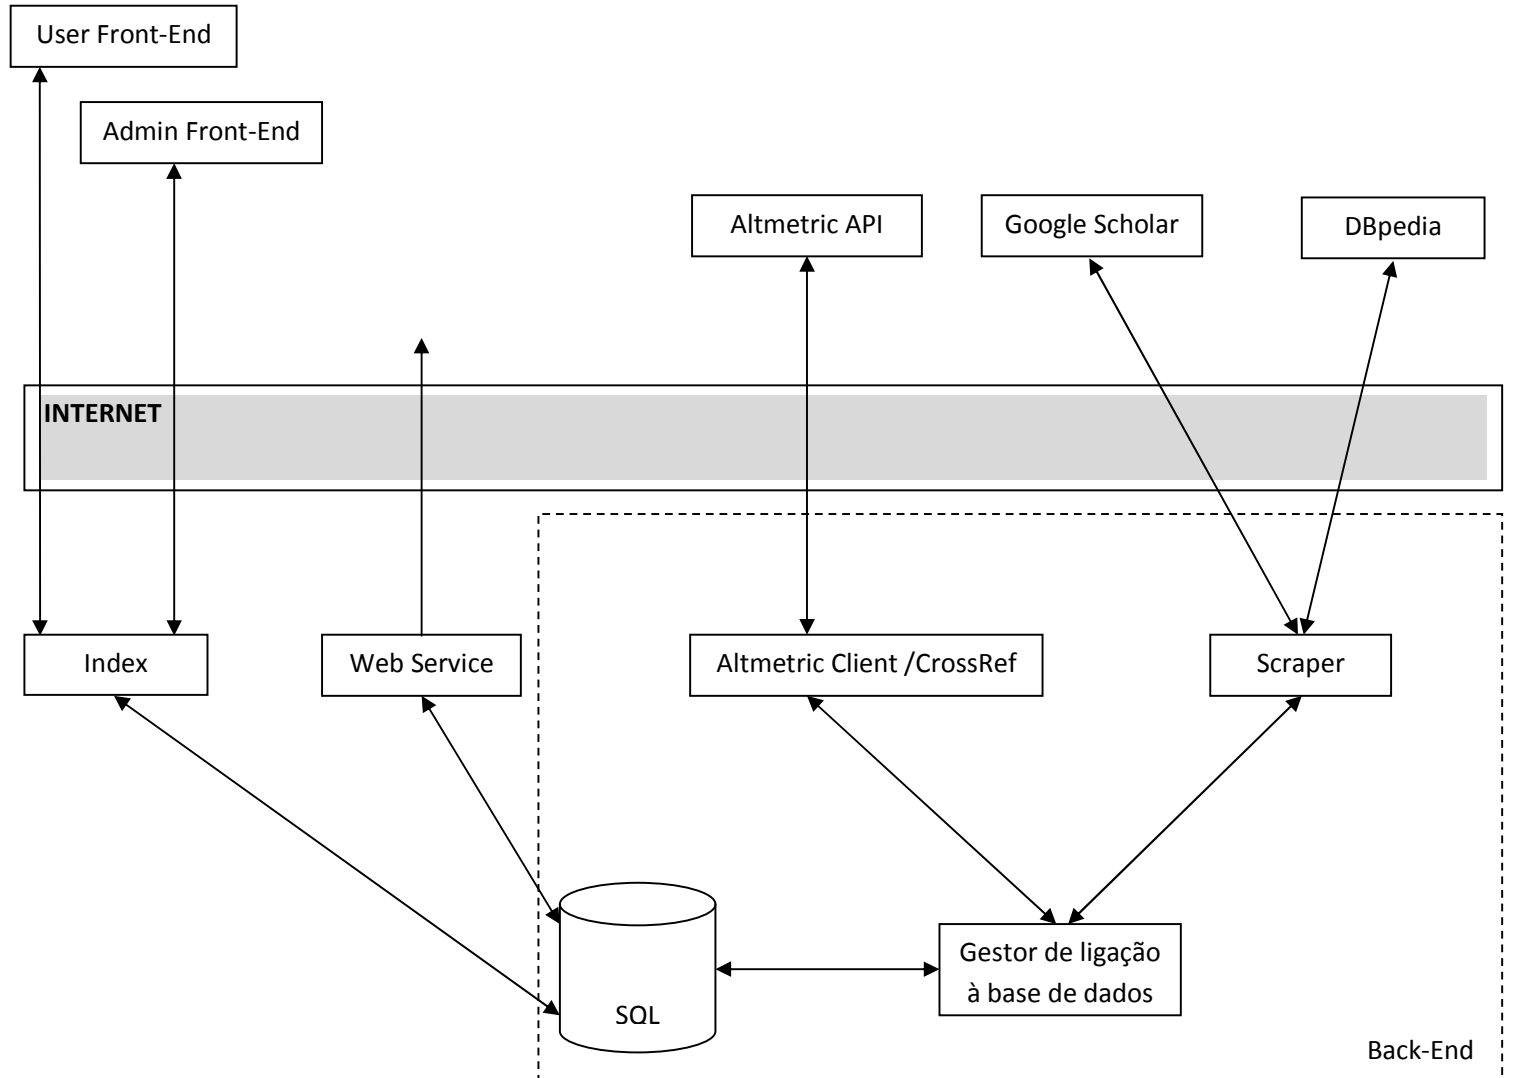 User Front-End
Admin Front-End
Altmetric API
Google Scholar
DBpedia
INTERNET
Index
Web Service
Altmetric Client /CrossRef
Scraper
Gestor de ligação
à base de dados
SQL
Back-End